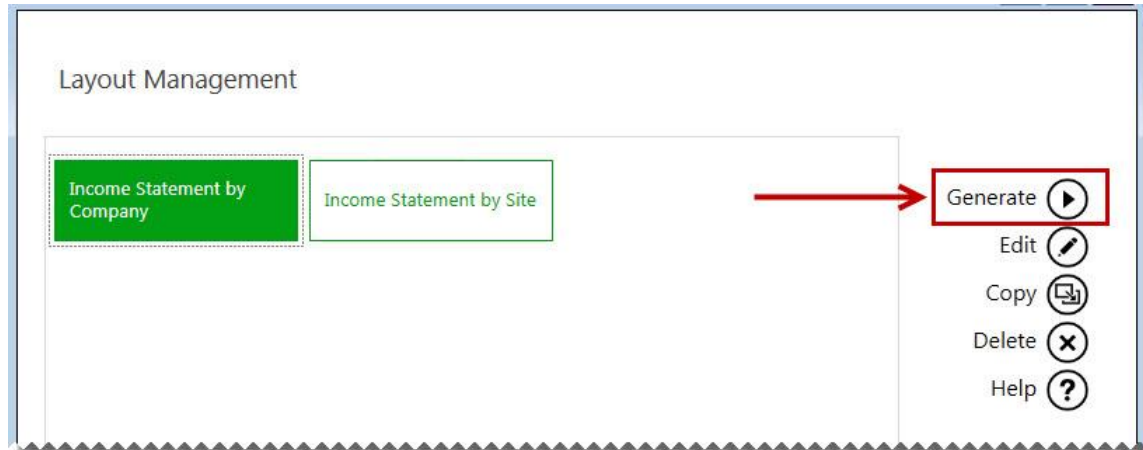 Layout Management
Income Statement by
Company
Income Statement by Site
Generate
Edit
Copy
Delete
Help
?